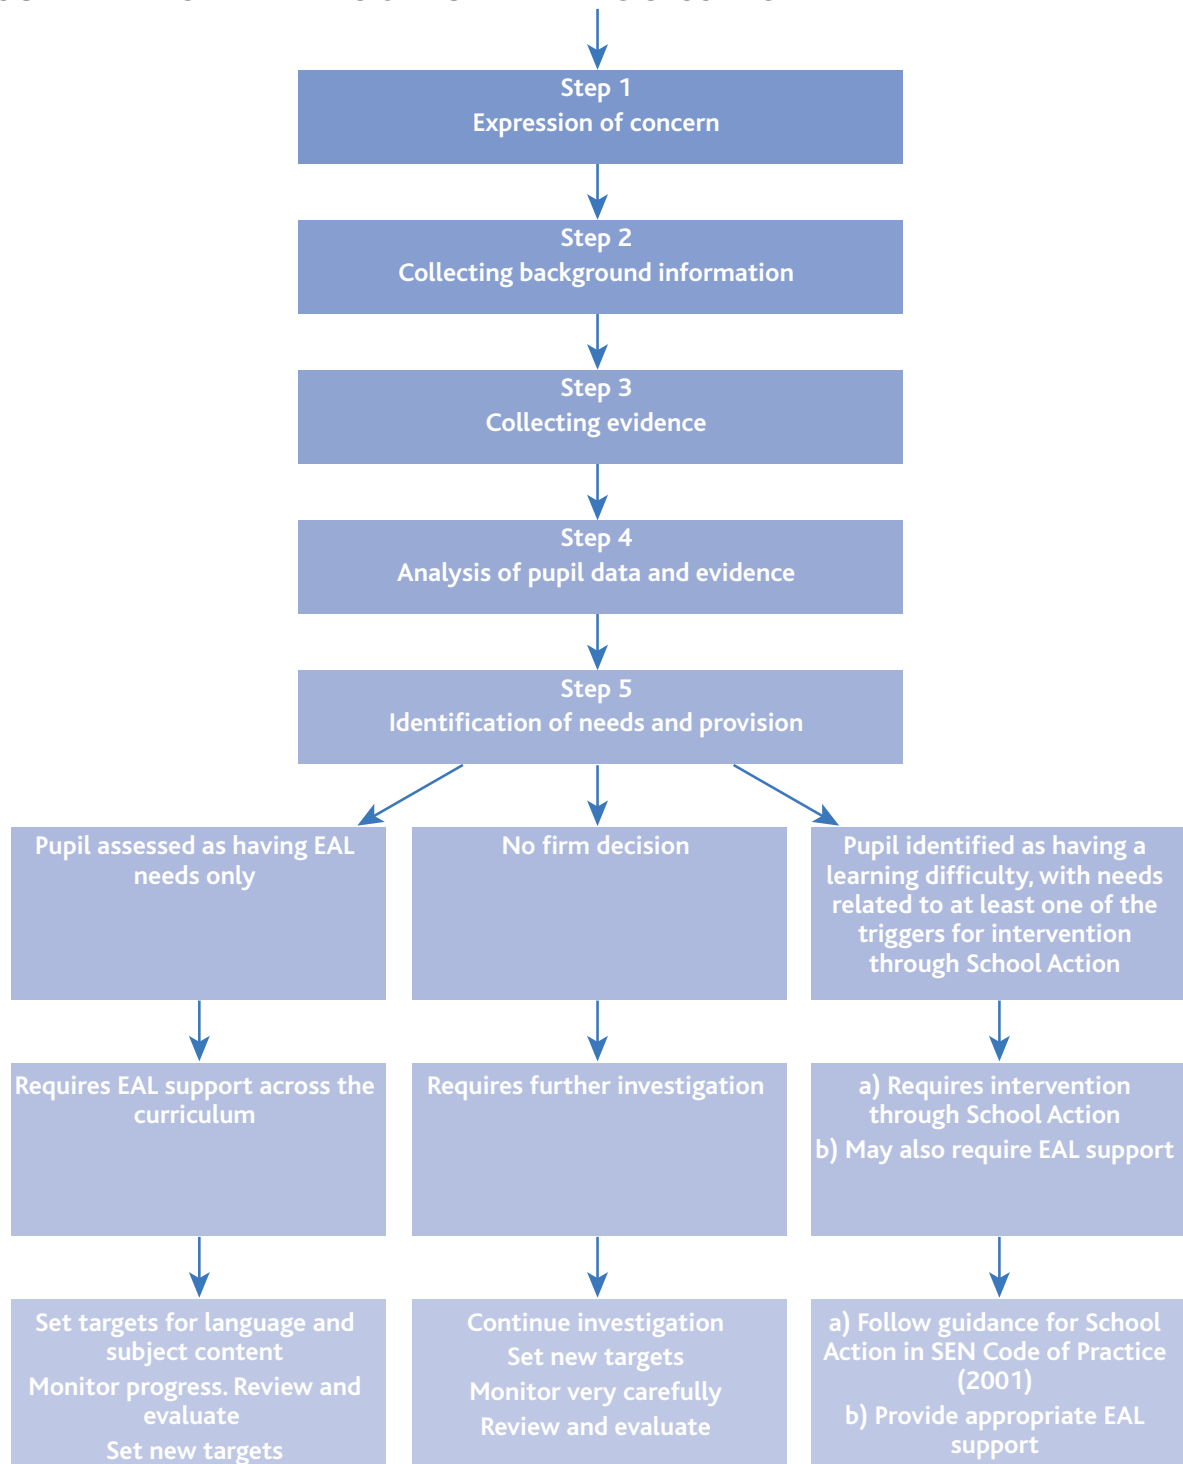 Step 1
Expression of concern
Step 2
Collecting background information
Step 3
Collecting evidence
Step 4
Analysis of pupil data and evidence
Step 5
Identification of needs and provision
Pupil assessed as having EAL
needs only
No firm decision
Pupil identified as having a
learning difficulty, with needs
related to at least one of the
triggers for intervention
through School Action
Requires EAL support across the
curriculum
Requires further investigation
a) Requires intervention
through School Action
b) May also require EAL support
Set targets for language and
subject content
Monitor progress. Review and
evaluate
Set new targets
Continue investigation
Set new targets
Monitor very carefully
Review and evaluate
a) Follow guidance for School
Action in SEN Code of Practice
(2001)
b) Provide appropriate EAL
support